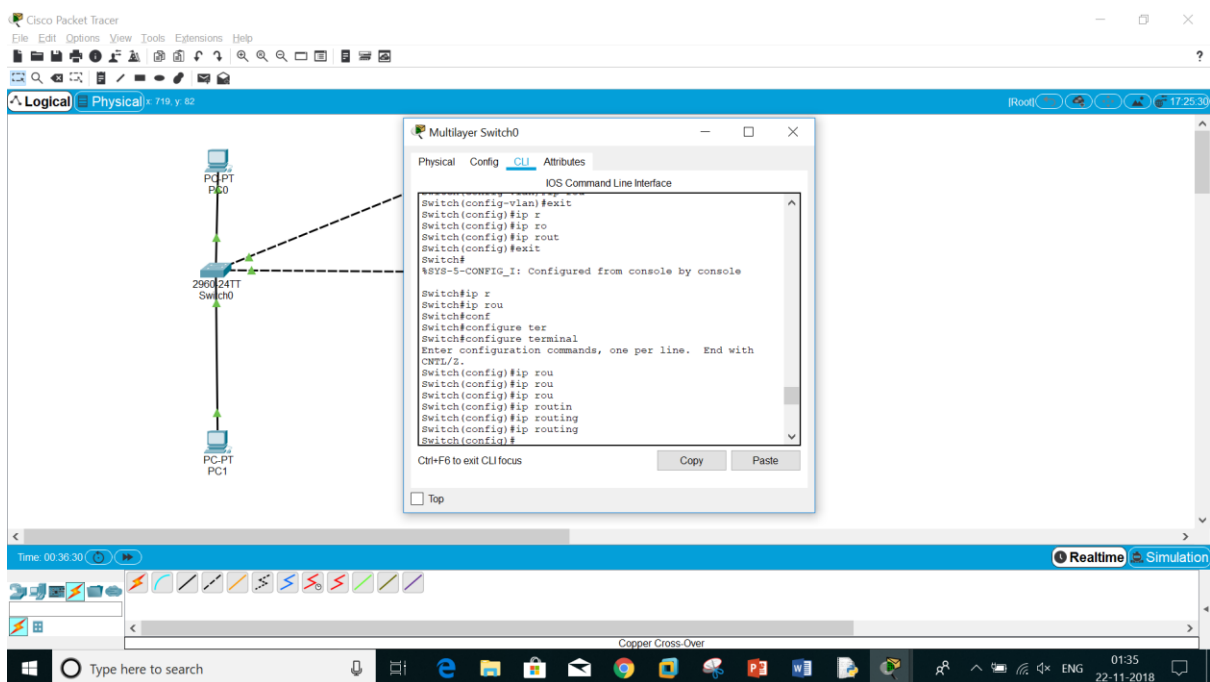 Cisco Packet Tracer
File Edit Options View Tools Extensions Help
?
Logical Physical x: 719, y: 82
[Root] 17:25:30
PC-PT
PC0
2960-24TT
Switch0
PC-PT
PC1
Multilayer Switch0
Physical Config CLI Attributes
IOS Command Line Interface
Switch(config-vlan)#exit
Switch(config)#ip r
Switch(config)#ip ro
Switch(config)#ip rout
Switch(config)#exit
Switch#
%SYS-5-CONFIG_I: Configured from console by console
Switch#ip r
Switch#ip rou
Switch#conf
Switch#configure ter
Switch#configure terminal
Enter configuration commands, one per line. End with
CNTL/Z.
Switch(config)#ip rou
Switch(config)#ip rou
Switch(config)#ip rou
Switch(config)#ip routin
Switch(config)#ip routing
Switch(config)#ip routing
Switch(config)#
Ctrl+F6 to exit CLI focus Copy Paste
Top
Time: 00:36:30 Realtime Simulation
Copper Cross-Over
Type here to search
ENG 01:35
22-11-2018